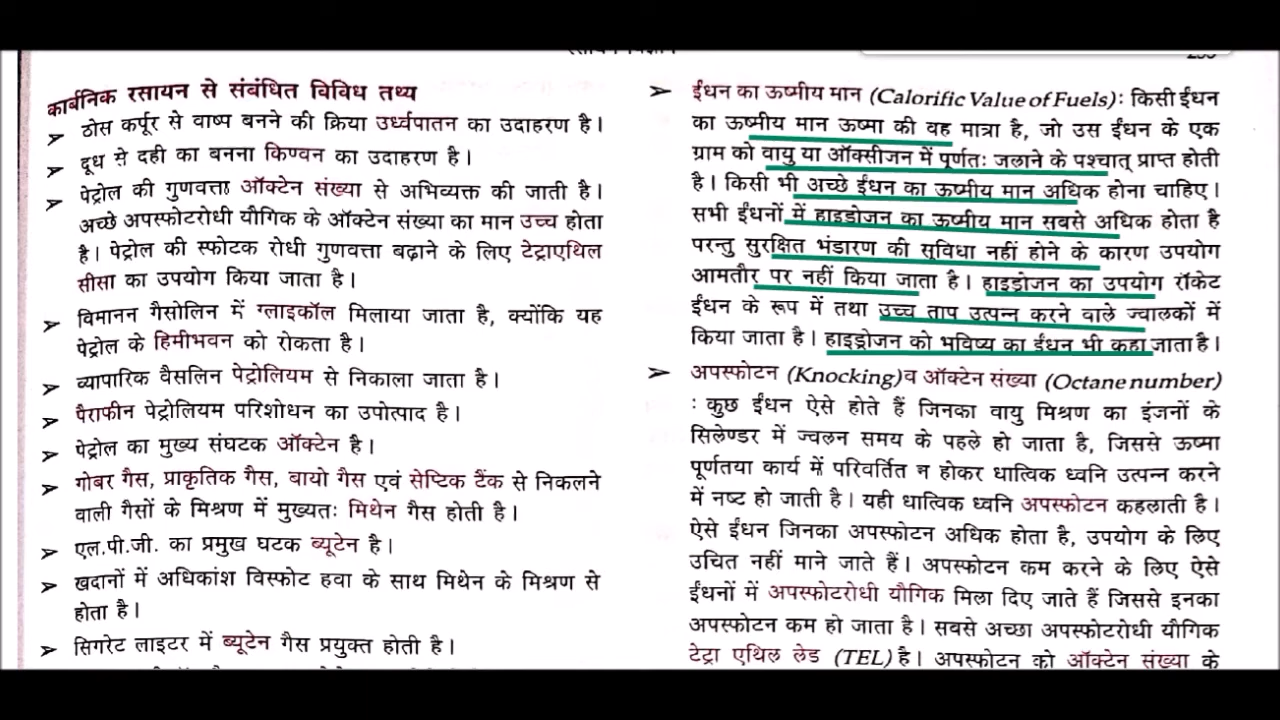 कार्बनिक रसायन से संबंधित विविध तथ्य
➤ ठोस कर्पूर से वाष्प बनने की क्रिया उर्ध्वपातन का उदाहरण है।
➤ दूध से दही का बनना किण्वन का उदाहरण है।
➤ पेट्रोल की गुणवत्ता ऑक्टेन संख्या से अभिव्यक्त की जाती है।
अच्छे अपस्फोटरोधी यौगिक के ऑक्टेन संख्या का मान उच्च होता
है। पेट्रोल की स्फोटक रोधी गुणवत्ता बढ़ाने के लिए टेट्राएथिल
सीसा का उपयोग किया जाता है।
➤ विमानन गैसोलिन में ग्लाइकॉल मिलाया जाता है, क्योंकि यह
पेट्रोल के हिमीभवन को रोकता है।
➤ व्यापारिक वैसलिन पेट्रोलियम से निकाला जाता है।
➤ पैराफीन पेट्रोलियम परिशोधन का उपोत्पाद है।
➤ पेट्रोल का मुख्य संघटक ऑक्टेन है।
➤ गोबर गैस, प्राकृतिक गैस, बायो गैस एवं सेप्टिक टैंक से निकलने
वाली गैसों के मिश्रण में मुख्यतः मिथेन गैस होती है।
➤ एल.पी.जी. का प्रमुख घटक ब्यूटेन है।
➤ खदानों में अधिकांश विस्फोट हवा के साथ मिथेन के मिश्रण से
होता है।
➤ सिगरेट लाइटर में ब्यूटेन गैस प्रयुक्त होती है।
➤ ईंधन का ऊष्मीय मान (Calorific Value of Fuels): किसी ईंधन
का ऊष्मीय मान ऊष्मा की वह मात्रा है, जो उस ईंधन के एक
ग्राम को वायु या ऑक्सीजन में पूर्णतः जलाने के पश्चात् प्राप्त होती
है। किसी भी अच्छे ईंधन का ऊष्मीय मान अधिक होना चाहिए।
सभी ईंधनों में हाइड्रोजन का ऊष्मीय मान सबसे अधिक होता है
परन्तु सुरक्षित भंडारण की सुविधा नहीं होने के कारण उपयोग
आमतौर पर नहीं किया जाता है। हाइड्रोजन का उपयोग रॉकेट
ईंधन के रूप में तथा उच्च ताप उत्पन्न करने वाले ज्वालकों में
किया जाता है। हाइड्रोजन को भविष्य का ईंधन भी कहा जाता है।
➤ अपस्फोटन (Knocking) व ऑक्टेन संख्या (Octane number)
: कुछ ईंधन ऐसे होते हैं जिनका वायु मिश्रण का इंजनों के
सिलेण्डर में ज्वलन समय के पहले हो जाता है, जिससे ऊष्मा
पूर्णतया कार्य में परिवर्तित न होकर धात्विक ध्वनि उत्पन्न करने
में नष्ट हो जाती है। यही धात्विक ध्वनि अपस्फोटन कहलाती है।
ऐसे ईंधन जिनका अपस्फोटन अधिक होता है, उपयोग के लिए
उचित नहीं माने जाते हैं। अपस्फोटन कम करने के लिए ऐसे
ईंधनों में अपस्फोटरोधी यौगिक मिला दिए जाते हैं जिससे इनका
अपस्फोटन कम हो जाता है। सबसे अच्छा अपस्फोटरोधी यौगिक
टेट्रा एथिल लेड (TEL) है। अपस्फोटन को ऑक्टेन संख्या के